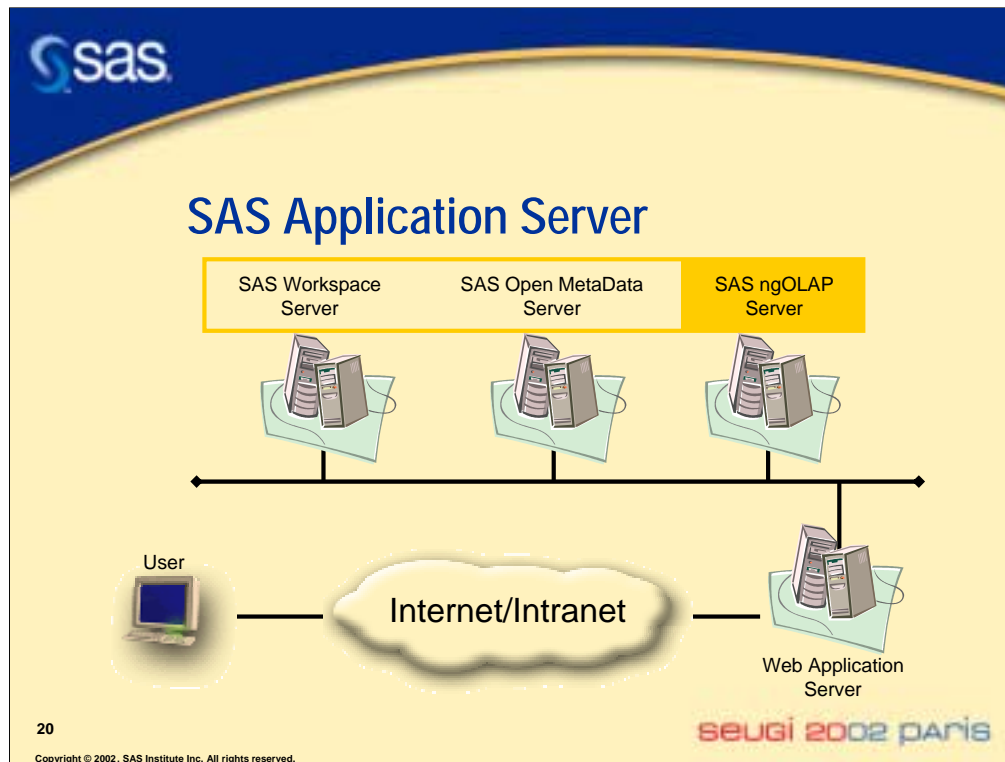 sas.
SAS Application Server
SAS Workspace
Server
SAS Open MetaData
Server
SAS ngOLAP
Server
User
Internet/Intranet
Web Application
Server
20
seugi 2002 paris
Copyright © 2002, SAS Institute Inc. All rights reserved.